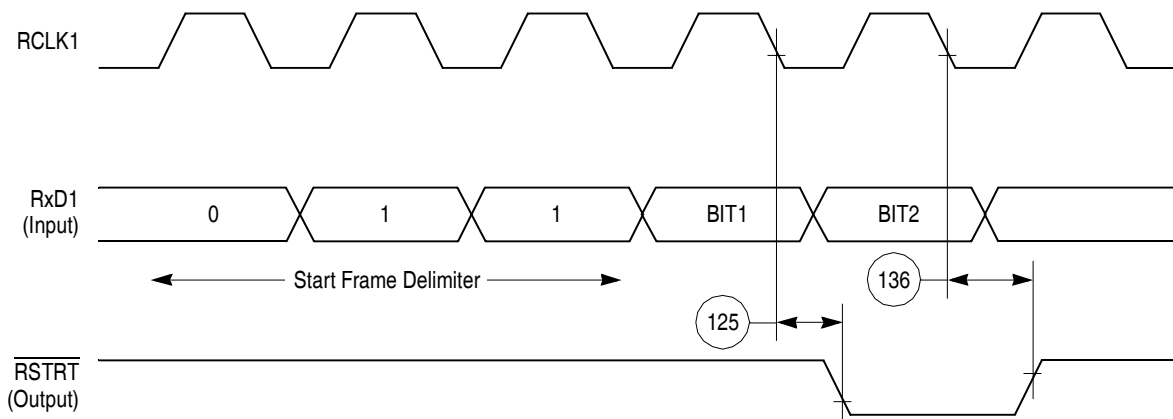 RCLK1
RxD1
(Input)
0
1
1
BIT1
BIT2
Start Frame Delimiter
136
125
RSTRT
(Output)